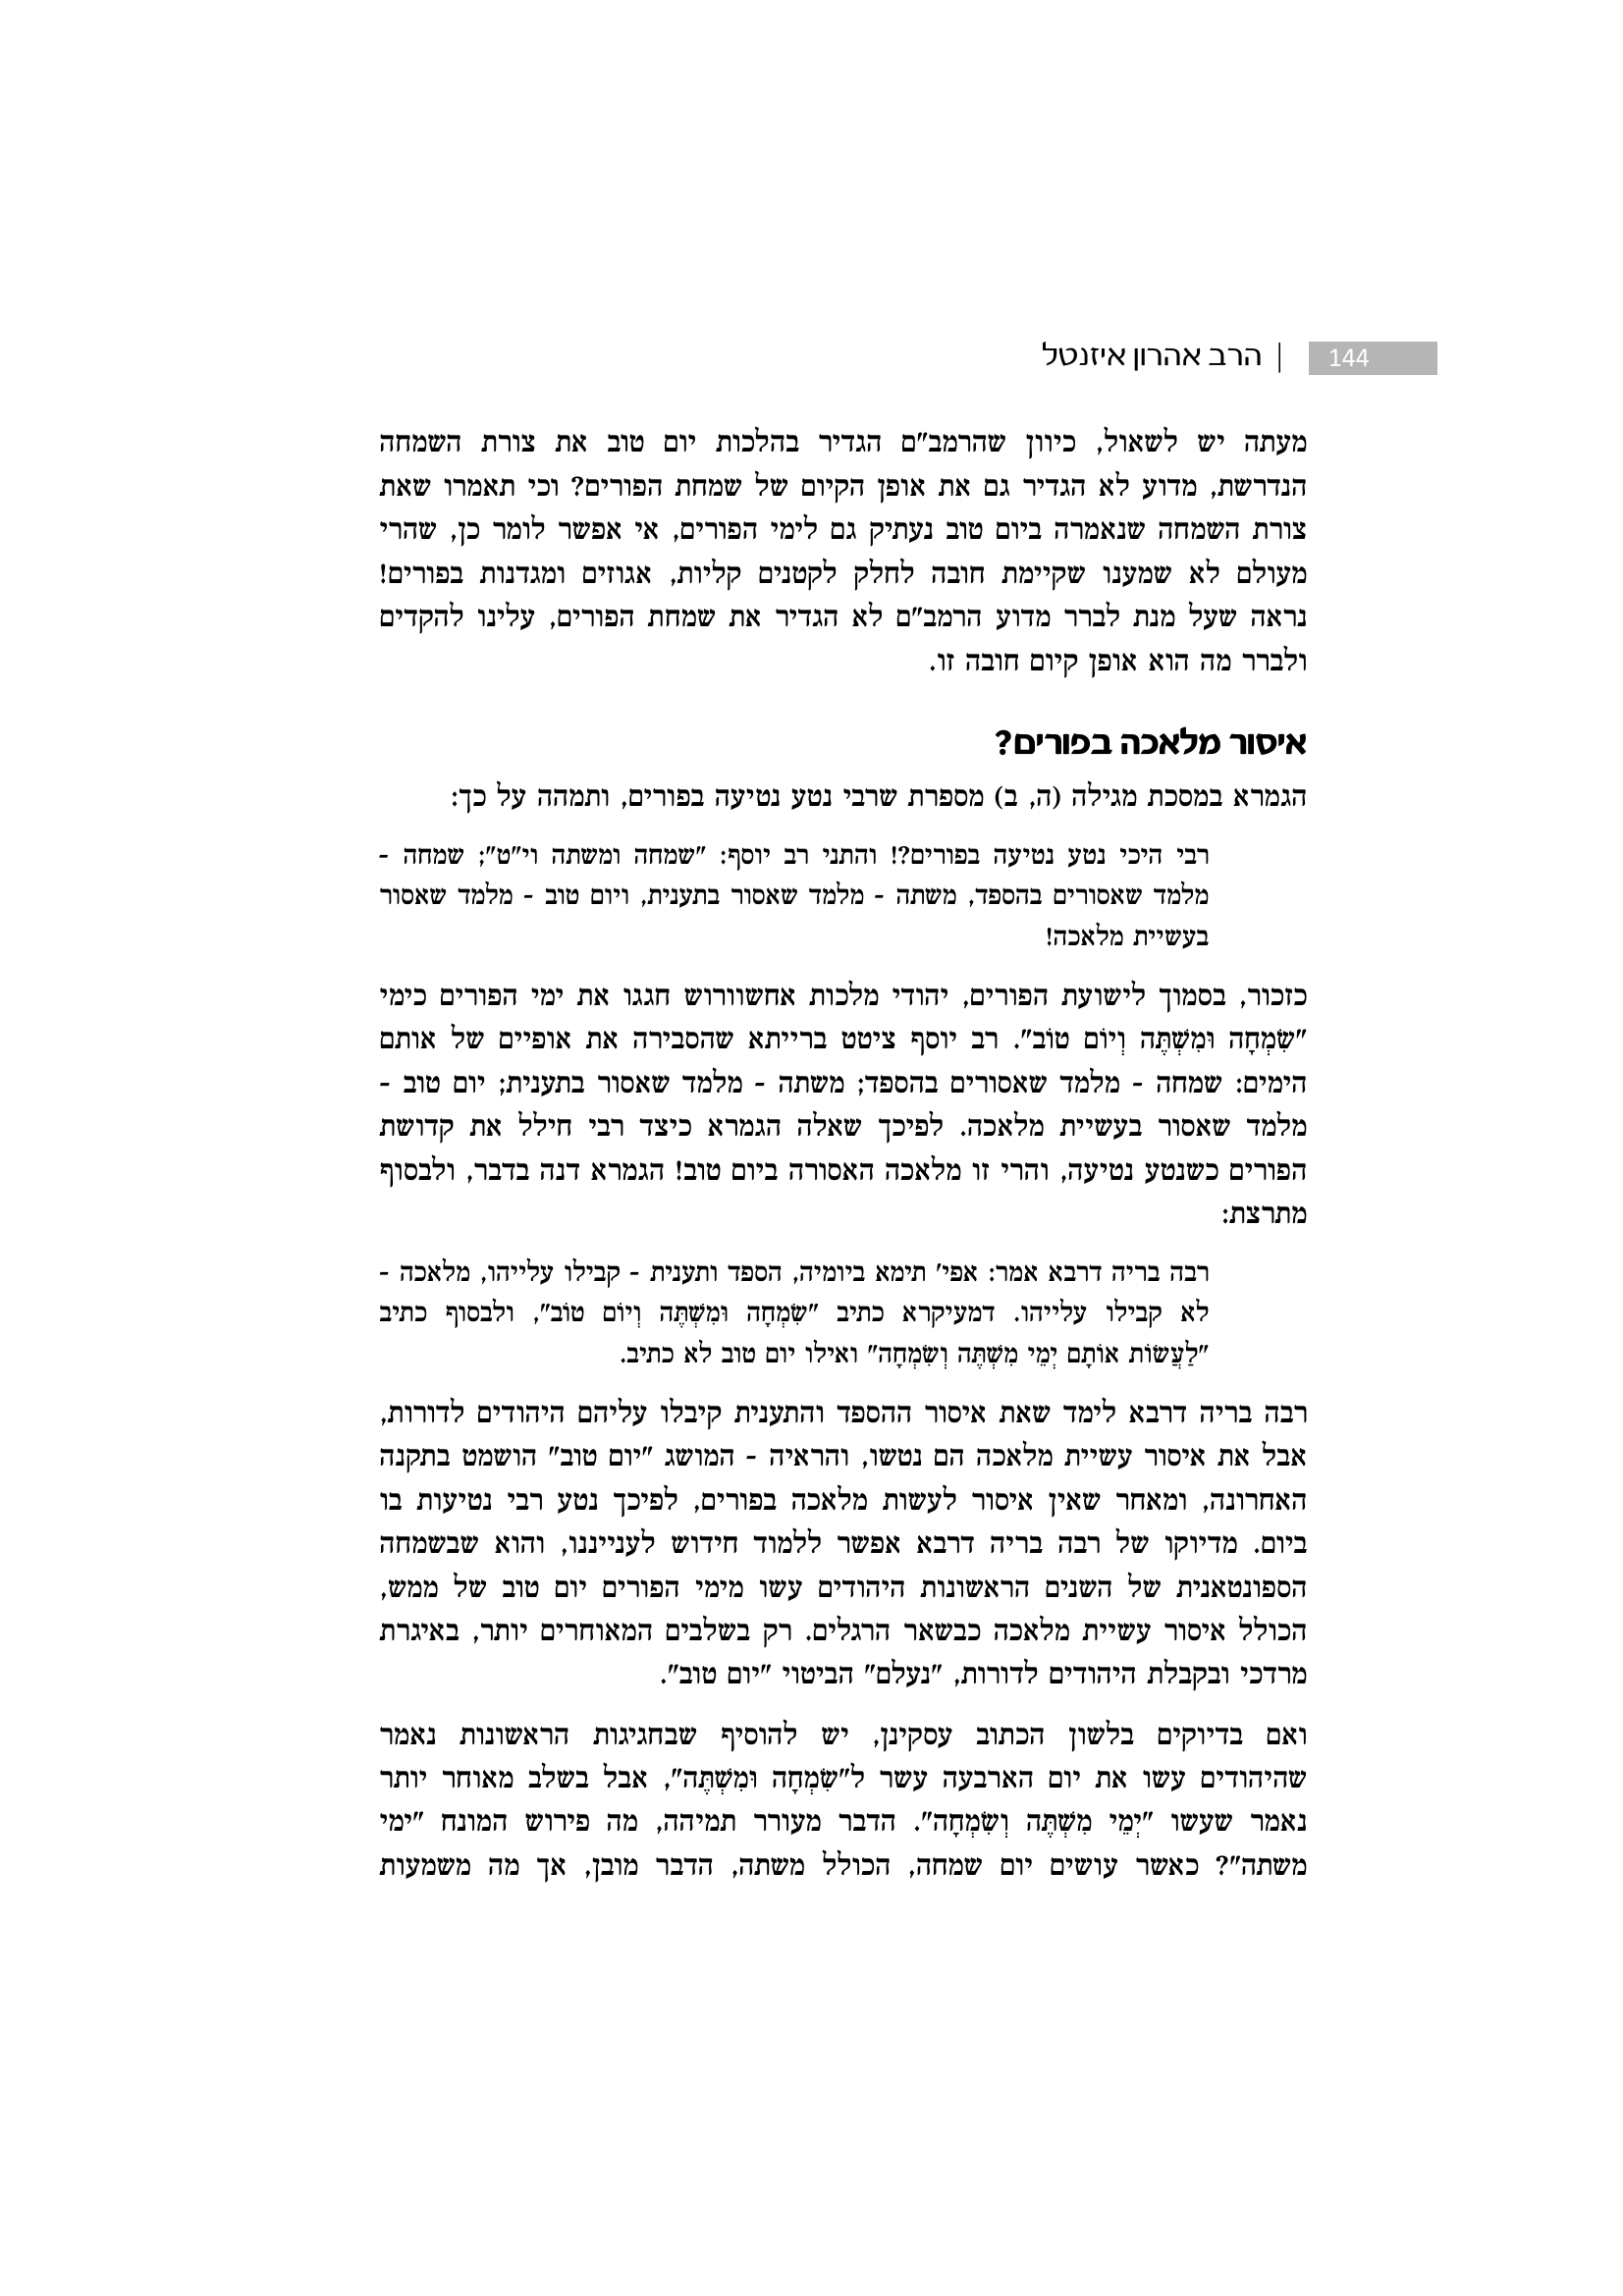 144 | הרב אהרון איזנטל
מעתה יש לשאול, כיוון שהרמב"ם הגדיר בהלכות יום טוב את צורת השמחה
הנדרשת, מדוע לא הגדיר גם את אופן הקיום של שמחת הפורים? וכי תאמרו שאת
צורת השמחה שנאמרה ביום טוב נעתיק גם לימי הפורים, אי אפשר לומר כן, שהרי
מעולם לא שמענו שקיימת חובה לחלק לקטנים קליות, אגוזים ומגדנות בפורים!
נראה שעל מנת לברר מדוע הרמב"ם לא הגדיר את שמחת הפורים, עלינו להקדים
ולברר מה הוא אופן קיום חובה זו.
איסור מלאכה בפורים?
הגמרא במסכת מגילה (ה, ב) מספרת שרבי נטע נטיעה בפורים, ותמהה על כך:
רבי היכי נטע נטיעה בפורים?! והתני רב יוסף: "שמחה ומשתה וי"ט"; שמחה -
מלמד שאסורים בהספד, משתה - מלמד שאסור בתענית, ויום טוב - מלמד שאסור
בעשיית מלאכה!
כזכור, בסמוך לישועת הפורים, יהודי מלכות אחשוורוש חגגו את ימי הפורים כימי
"שִׂמְחָה וּמִשְׁתֶּה וְיוֹם טוֹב". רב יוסף ציטט ברייתא שהסבירה את אופיים של אותם
הימים: שמחה - מלמד שאסורים בהספד; משתה - מלמד שאסור בתענית; יום טוב -
מלמד שאסור בעשיית מלאכה. לפיכך שאלה הגמרא כיצד רבי חילל את קדושת
הפורים כשנטע נטיעה, והרי זו מלאכה האסורה ביום טוב! הגמרא דנה בדבר, ולבסוף
מתרצת:
רבה בריה דרבא אמר: אפי' תימא ביומיה, הספד ותענית - קבילו עלייהו, מלאכה -
לא קבילו עלייהו. דמעיקרא כתיב "שִׂמְחָה וּמִשְׁתֶּה וְיוֹם טוֹב", ולבסוף כתיב
"לַעֲשׂוֹת אוֹתָם יְמֵי מִשְׁתֶּה וְשִׂמְחָה" ואילו יום טוב לא כתיב.
רבה בריה דרבא לימד שאת איסור ההספד והתענית קיבלו עליהם היהודים לדורות,
אבל את איסור עשיית מלאכה הם נטשו, והראיה - המושג "יום טוב" הושמט בתקנה
האחרונה, ומאחר שאין איסור לעשות מלאכה בפורים, לפיכך נטע רבי נטיעות בו
ביום. מדיוקו של רבה בריה דרבא אפשר ללמוד חידוש לענייננו, והוא שבשמחה
הספונטאנית של השנים הראשונות היהודים עשו מימי הפורים יום טוב של ממש,
הכולל איסור עשיית מלאכה כבשאר הרגלים. רק בשלבים המאוחרים יותר, באיגרת
מרדכי ובקבלת היהודים לדורות, "נעלם" הביטוי "יום טוב".
ואם בדיוקים בלשון הכתוב עסקינן, יש להוסיף שבחגיגות הראשונות נאמר
שהיהודים עשו את יום הארבעה עשר ל"שִׂמְחָה וּמִשְׁתֶּה", אבל בשלב מאוחר יותר
נאמר שעשו "יְמֵי מִשְׁתֶּה וְשִׂמְחָה". הדבר מעורר תמיהה, מה פירוש המונח "ימי
משתה"? כאשר עושים יום שמחה, הכולל משתה, הדבר מובן, אך מה משמעות